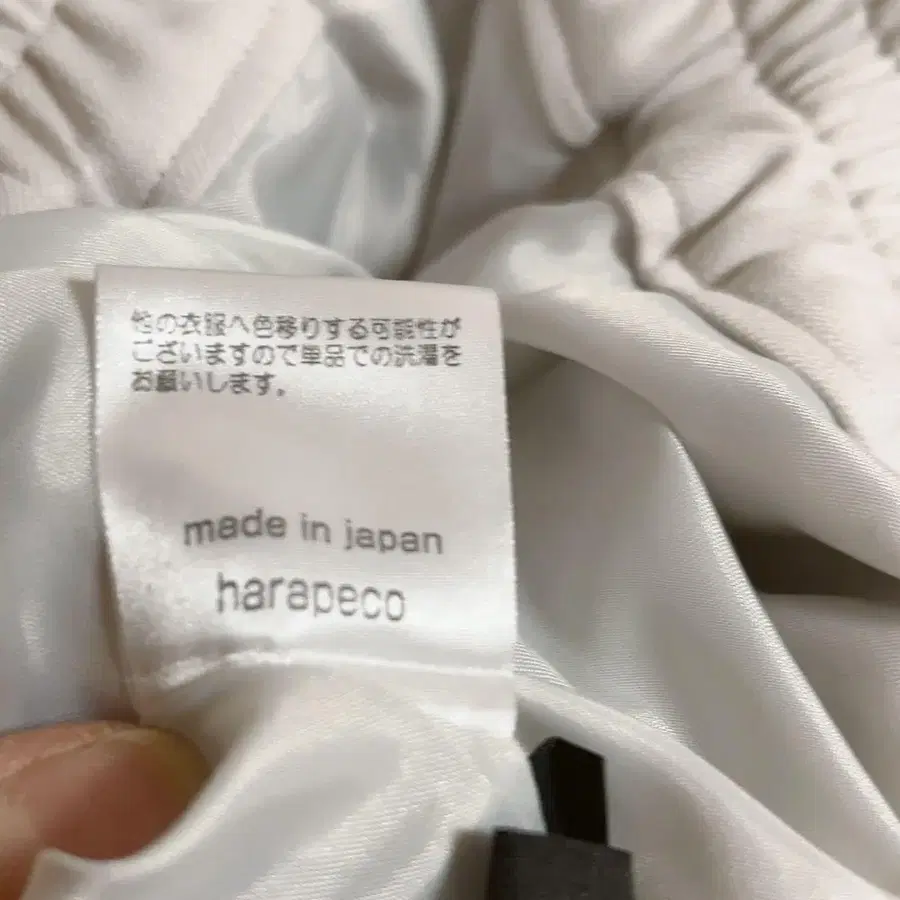 他の衣服へ色移りする可能性が
ございますので単品での洗濯を
お願いします。
made in japan
harapeco